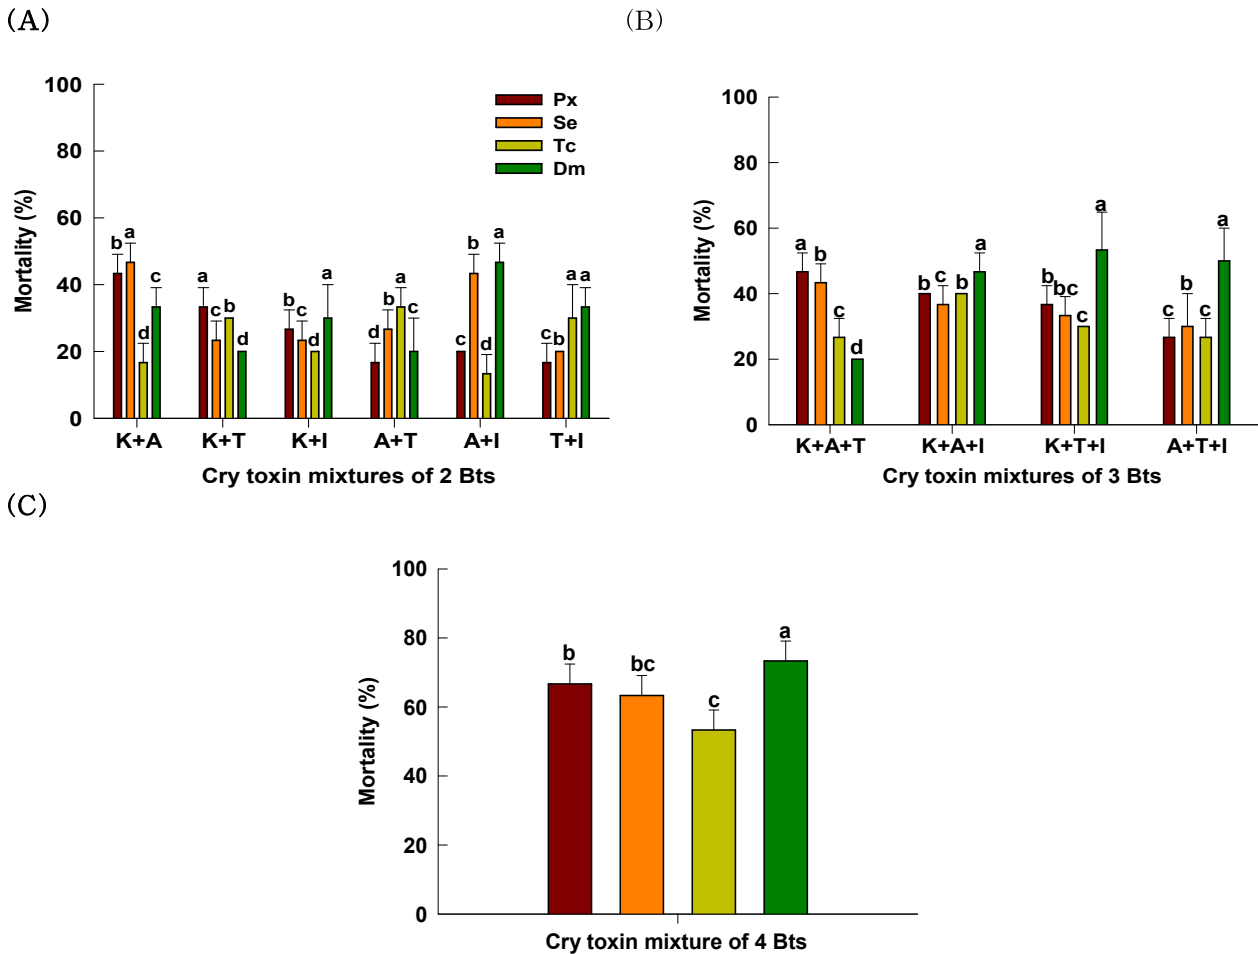 (A)
100
80
60
40
20
0
Mortality (%)
Px
Se
Tc
Dm
b a d c
a c b d
b c d a
d b a c
c b d a
c b a a
K+A K+T K+I A+T A+I T+I
Cry toxin mixtures of 2 Bts
(B)
100
80
60
40
20
0
Mortality (%)
a b c d
b c b a
b bc c a
c b c a
K+A+T K+A+I K+T+I A+T+I
Cry toxin mixtures of 3 Bts
(C)
100
80
60
40
20
0
Mortality (%)
b bc c a
Cry toxin mixture of 4 Bts